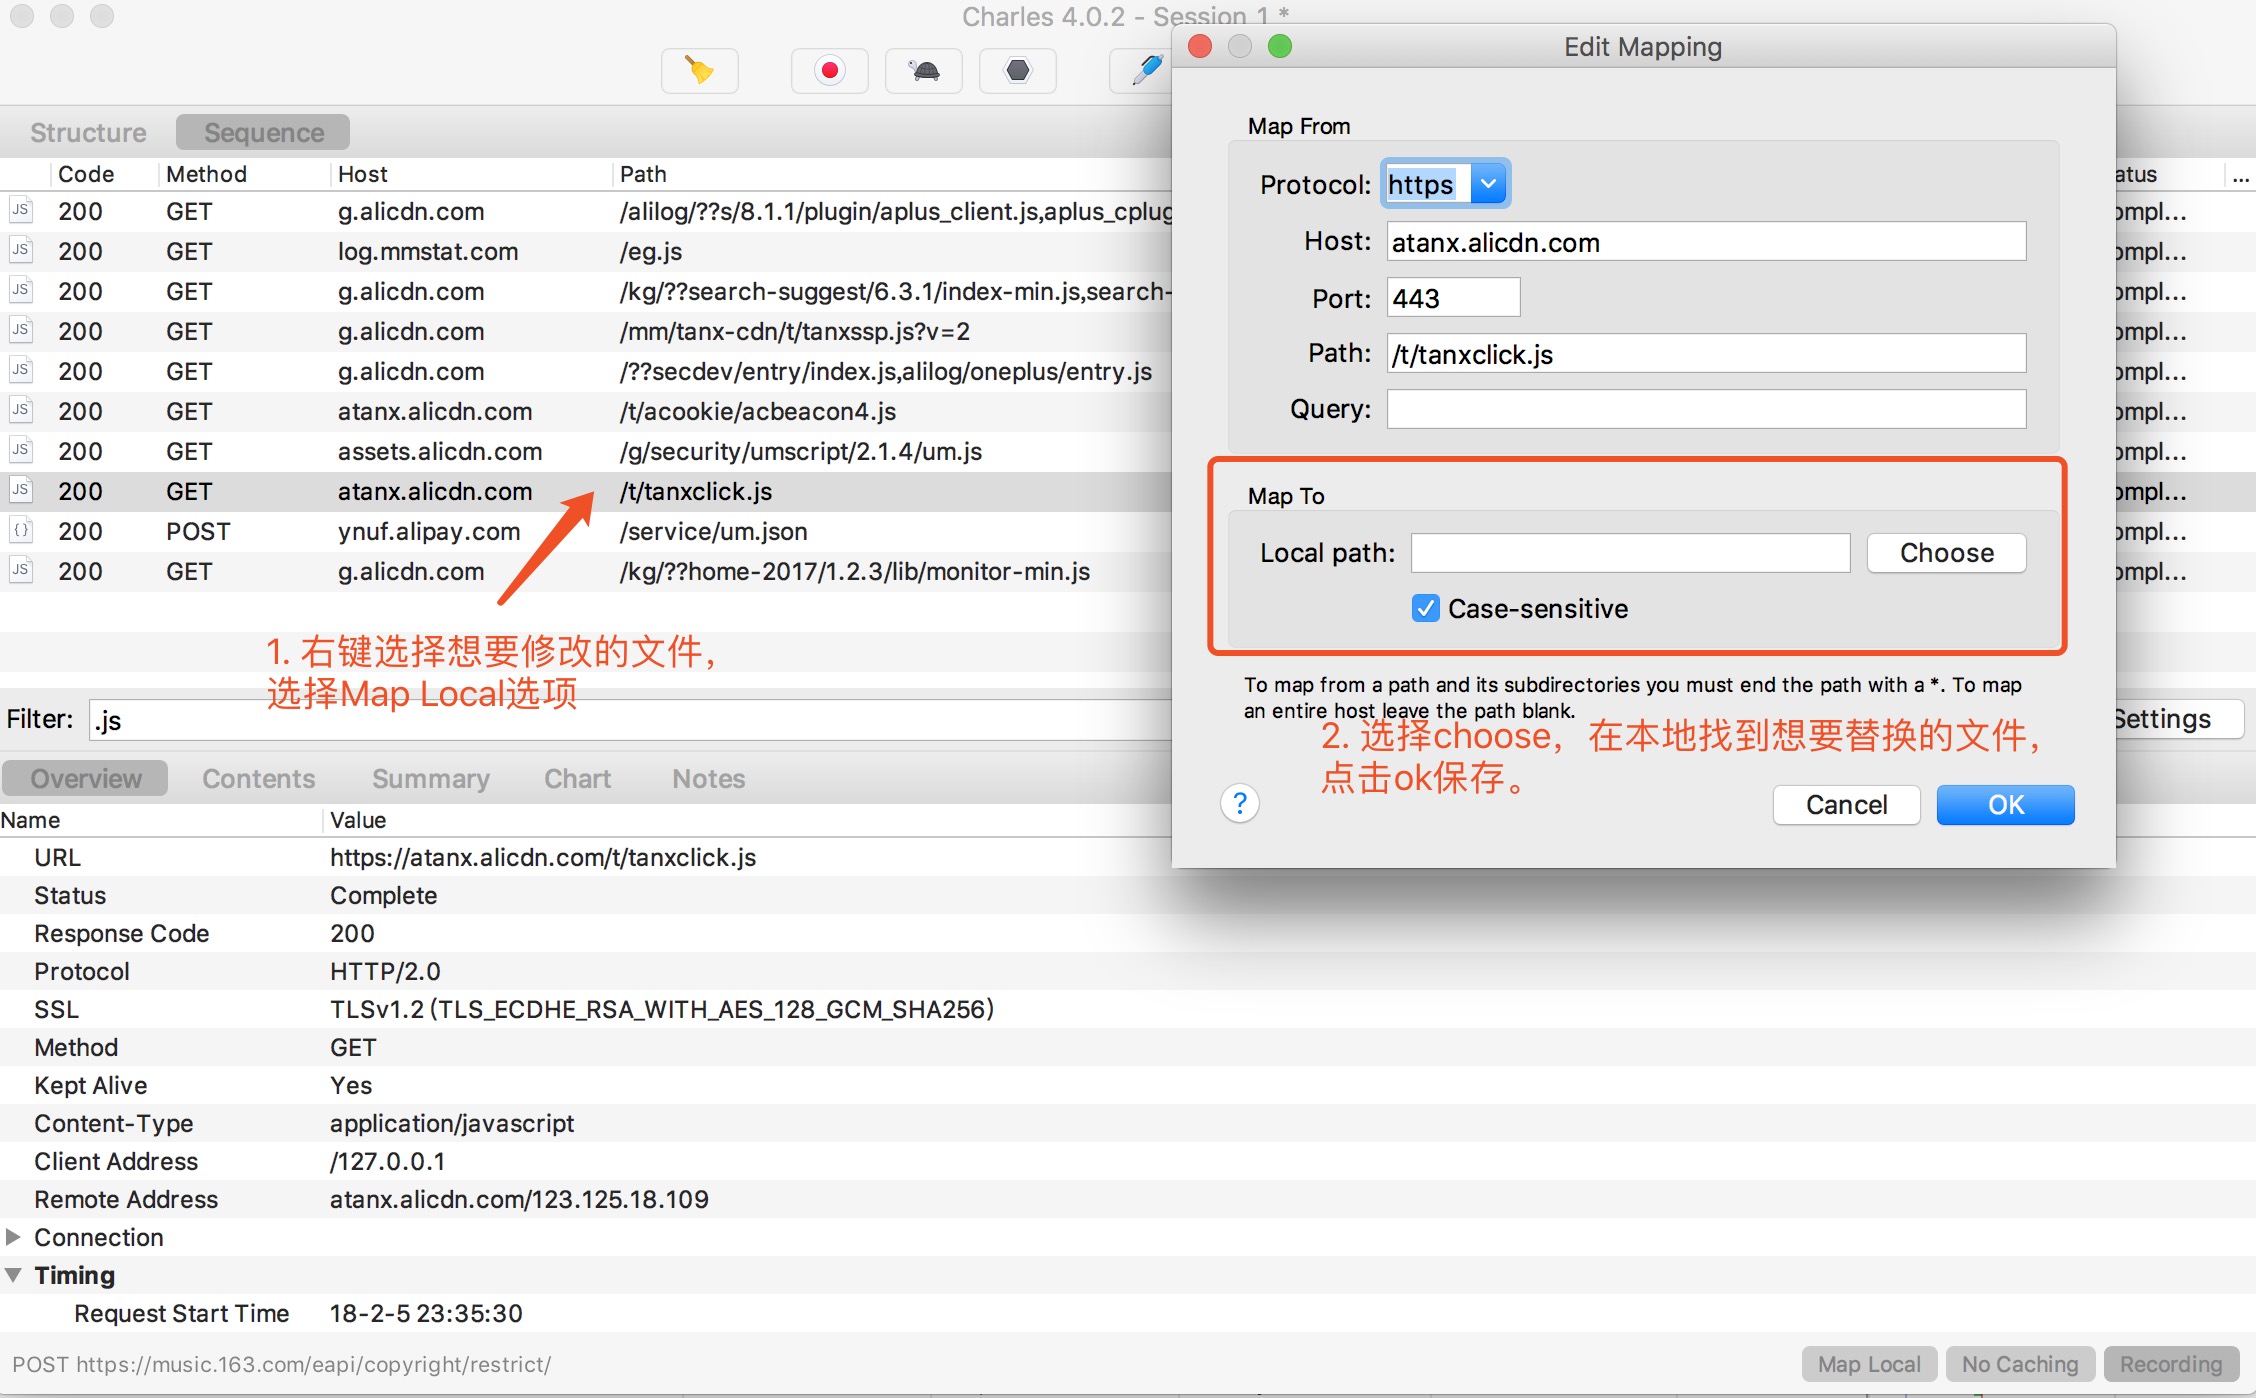 Charles 4.0.2 - Session 1 *
Structure Sequence
Code Method Host Path
200 GET g.alicdn.com /alilog/??s/8.1.1/plugin/aplus_client.js,aplus_cplug
200 GET log.mmstat.com /eg.js
200 GET g.alicdn.com /kg/??search-suggest/6.3.1/index-min.js,search-
200 GET g.alicdn.com /mm/tanx-cdn/t/tanxssp.js?v=2
200 GET g.alicdn.com /??secdev/entry/index.js,alilog/oneplus/entry.js
200 GET atanx.alicdn.com /t/acookie/acbeacon4.js
200 GET assets.alicdn.com /g/security/umscript/2.1.4/um.js
200 GET atanx.alicdn.com /t/tanxclick.js
200 POST ynuf.alipay.com /service/um.json
200 GET g.alicdn.com /kg/??home-2017/1.2.3/lib/monitor-min.js
1. 右键选择想要修改的文件，
选择Map Local选项
Filter: .js
Edit Mapping
Map From
Protocol: https
Host: atanx.alicdn.com
Port: 443
Path: /t/tanxclick.js
Query:
Map To
Local path: Choose
Case-sensitive
To map from a path and its subdirectories you must end the path with a *. To map
an entire host leave the path blank.
2. 选择choose，在本地找到想要替换的文件，
点击ok保存。
? Cancel OK
atus ...
ompl...
ompl...
ompl...
ompl...
ompl...
ompl...
ompl...
ompl...
ompl...
ompl...
Settings
Overview Contents Summary Chart Notes
Name Value
URL https://atanx.alicdn.com/t/tanxclick.js
Status Complete
Response Code 200
Protocol HTTP/2.0
SSL TLSv1.2 (TLS_ECDHE_RSA_WITH_AES_128_GCM_SHA256)
Method GET
Kept Alive Yes
Content-Type application/javascript
Client Address /127.0.0.1
Remote Address atanx.alicdn.com/123.125.18.109
Connection
Timing
Request Start Time 18-2-5 23:35:30
POST https://music.163.com/eapi/copyright/restrict/
Map Local No Caching Recording